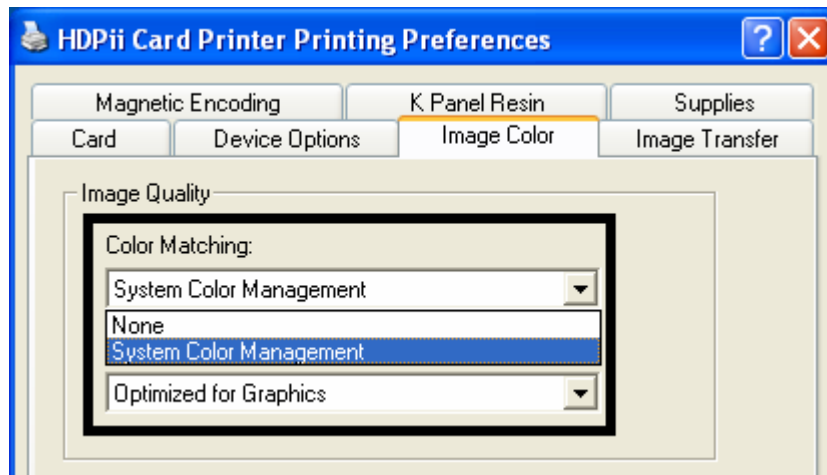 HDPii Card Printer Printing Preferences
Magnetic Encoding K Panel Resin Supplies
Card Device Options Image Color Image Transfer
Image Quality
Color Matching:
System Color Management
None
System Color Management
Optimized for Graphics